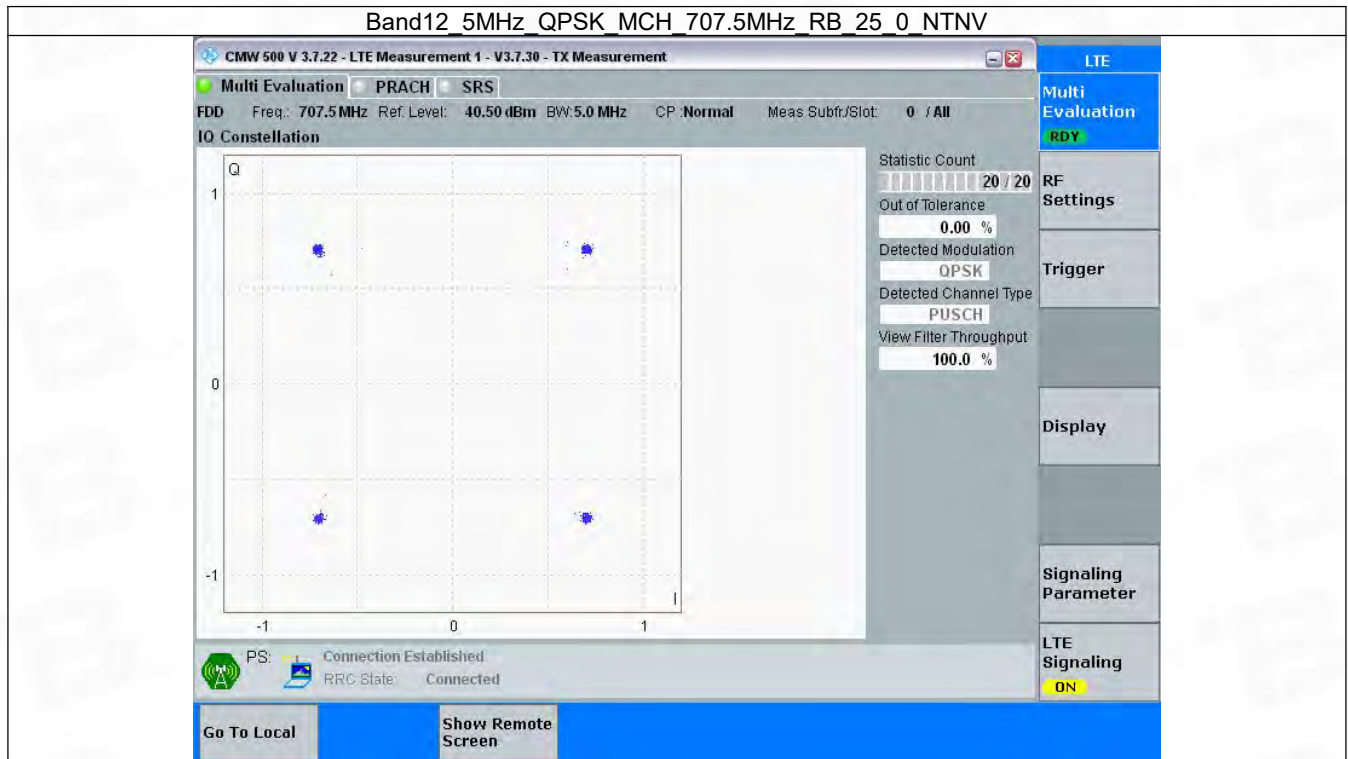 Band12_5MHz_QPSK_MCH_707.5MHz_RB_25_0_NTNV
CMW 500 V 3.7.22 - LTE Measurement 1 - V3.7.30 - TX Measurement
LTE
Multi Evaluation PRACH SRS
Multi
Evaluation
RDY
FDD Freq.: 707.5 MHz Ref. Level: 40.50 dBm BW: 5.0 MHz CP :Normal Meas Subfr./Slot: 0 / All
IQ Constellation
Q
1
0
-1
I
-1 0 1
Statistic Count
20 / 20
Out of Tolerance
0.00 %
Detected Modulation
QPSK
Detected Channel Type
PUSCH
View Filter Throughput
100.0 %
RF
Settings
Trigger
Display
Signaling
Parameter
LTE
Signaling
ON
PS: Connection Established
RRC State: Connected
Go To Local
Show Remote
Screen